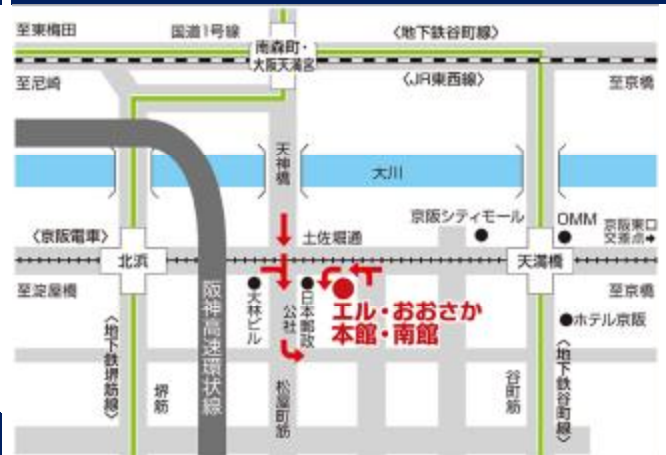 至東梅田
国道1号線
〈地下鉄谷町線〉
南森町・
大阪天満宮
至尼崎
〈JR東西線〉
至京橋
天神橋
大川
京阪シティモール
OMM
京阪東口
交差点➡
〈京阪電車〉
土佐堀通
北浜
天満橋
至淀屋橋
至京橋
大林ビル
公社
日本郵政
エル・おおさか
本館・南館
ホテル京阪
阪神高速環状線
〈地下鉄堺筋線〉
堺筋
松屋町筋
谷町筋
〈地下鉄谷町線〉